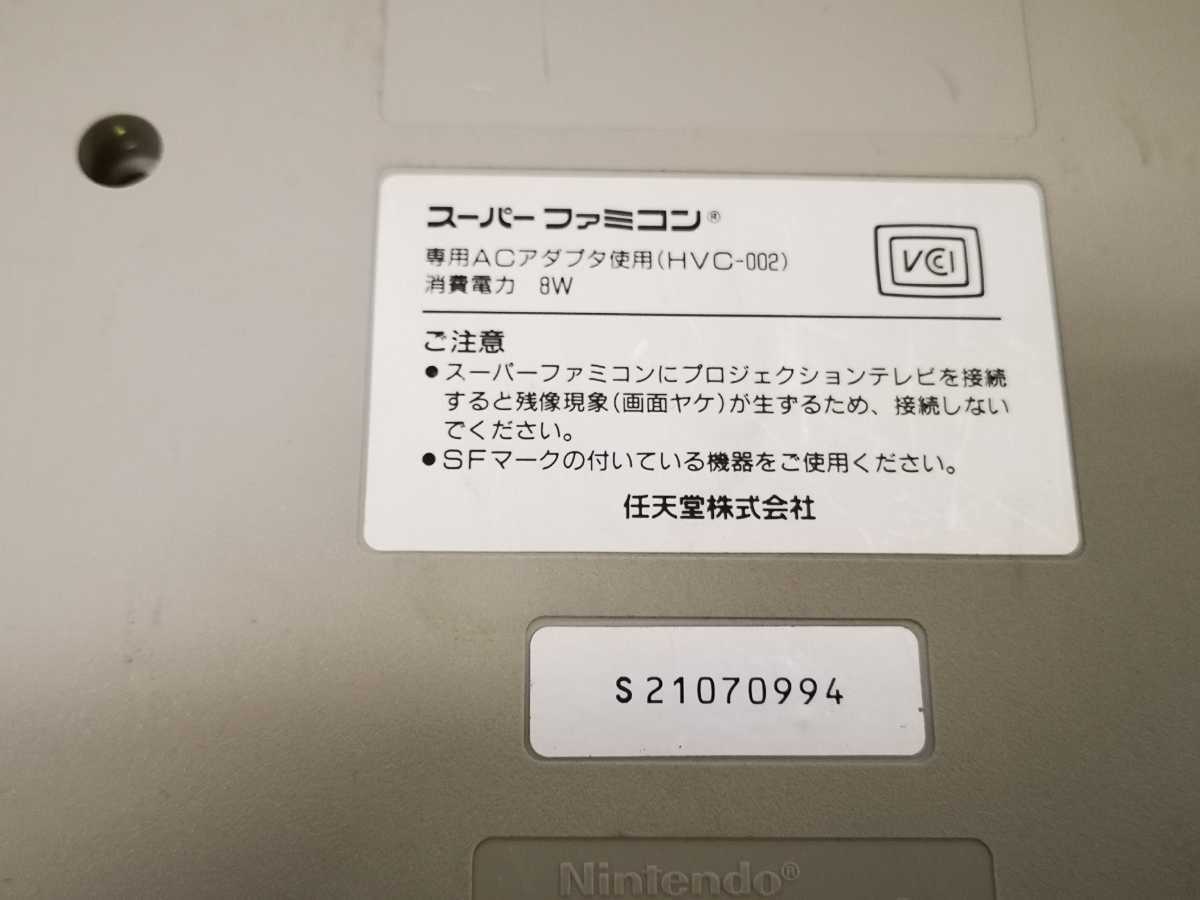 スーパーファミコン®
専用ACアダプタ使用(HVC-002)
消費電力 8W
VCCI
ご注意
●スーパーファミコンにプロジェクションテレビを接続
すると残像現象(画面ヤケ)が生ずるため、接続しない
でください。
●SFマークの付いている機器をご使用ください。
任天堂株式会社
S21070994
Nintendo®